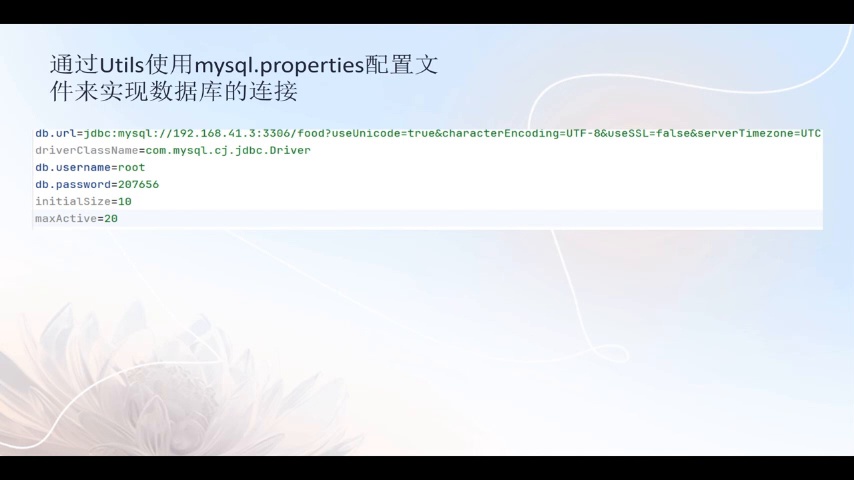 通过Utils使用mysql.properties配置文
件来实现数据库的连接
db.url=jdbc:mysql://192.168.41.3:3306/food?useUnicode=true&characterEncoding=UTF-8&useSSL=false&serverTimezone=UTC
driverClassName=com.mysql.cj.jdbc.Driver
db.username=root
db.password=207656
initialSize=10
maxActive=20